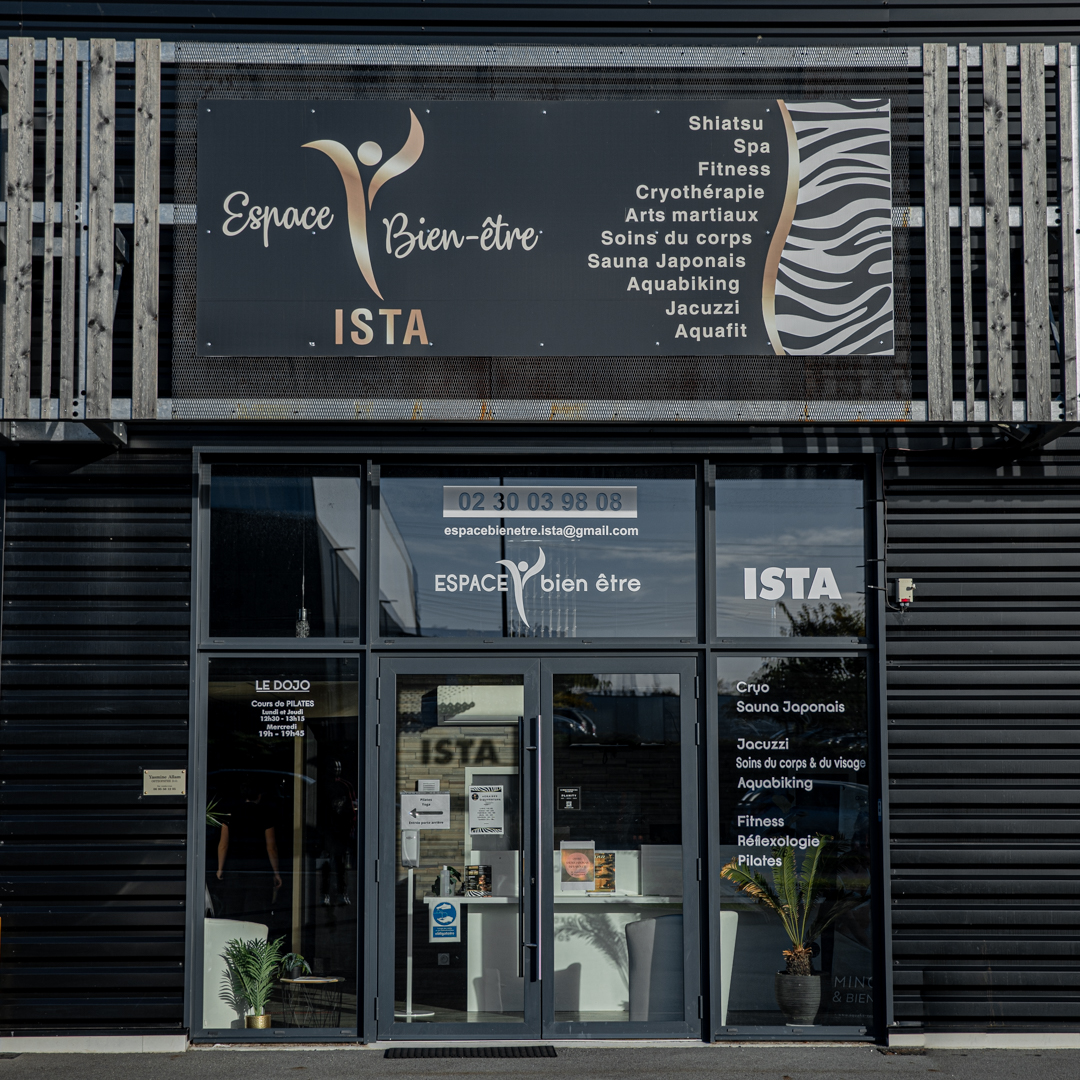 Espace Bien-être
ISTA
Shiatsu
Spa
Fitness
Cryothérapie
Arts martiaux
Soins du corps
Sauna Japonais
Aquabiking
Jacuzzi
Aquafit
02 30 03 98 08
espacebienetre.ista@gmail.com
ESPACE bien être
ISTA
LE DOJO
Cours de PILATES
Lundi et Jeudi
12h30 - 13h15
Mercredi
19h - 19h45
ISTA
Pilates
Yoga
Cryo
Sauna Japonais
Jacuzzi
Soins du corps & du visage
Aquabiking
Fitness
Réflexologie
Pilates
& BIEN